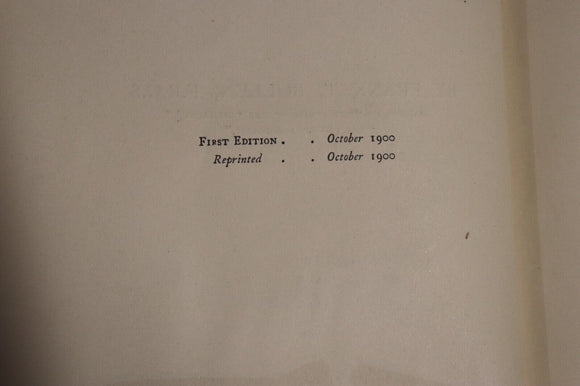 First Edition . . October 1900
Reprinted . . October 1900